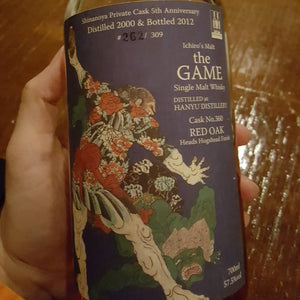 Shinanoya Private Cask 5th Anniversary
Distilled 2000 & Bottled 2012
# 262 / 309
Ichiro's Malt
the
GAME
Single Malt Whisky
DISTILLED at
HANYU DISTILLERY
Cask No.360
RED OAK
Heads Hogshead Finish
700ml
57.5%vol